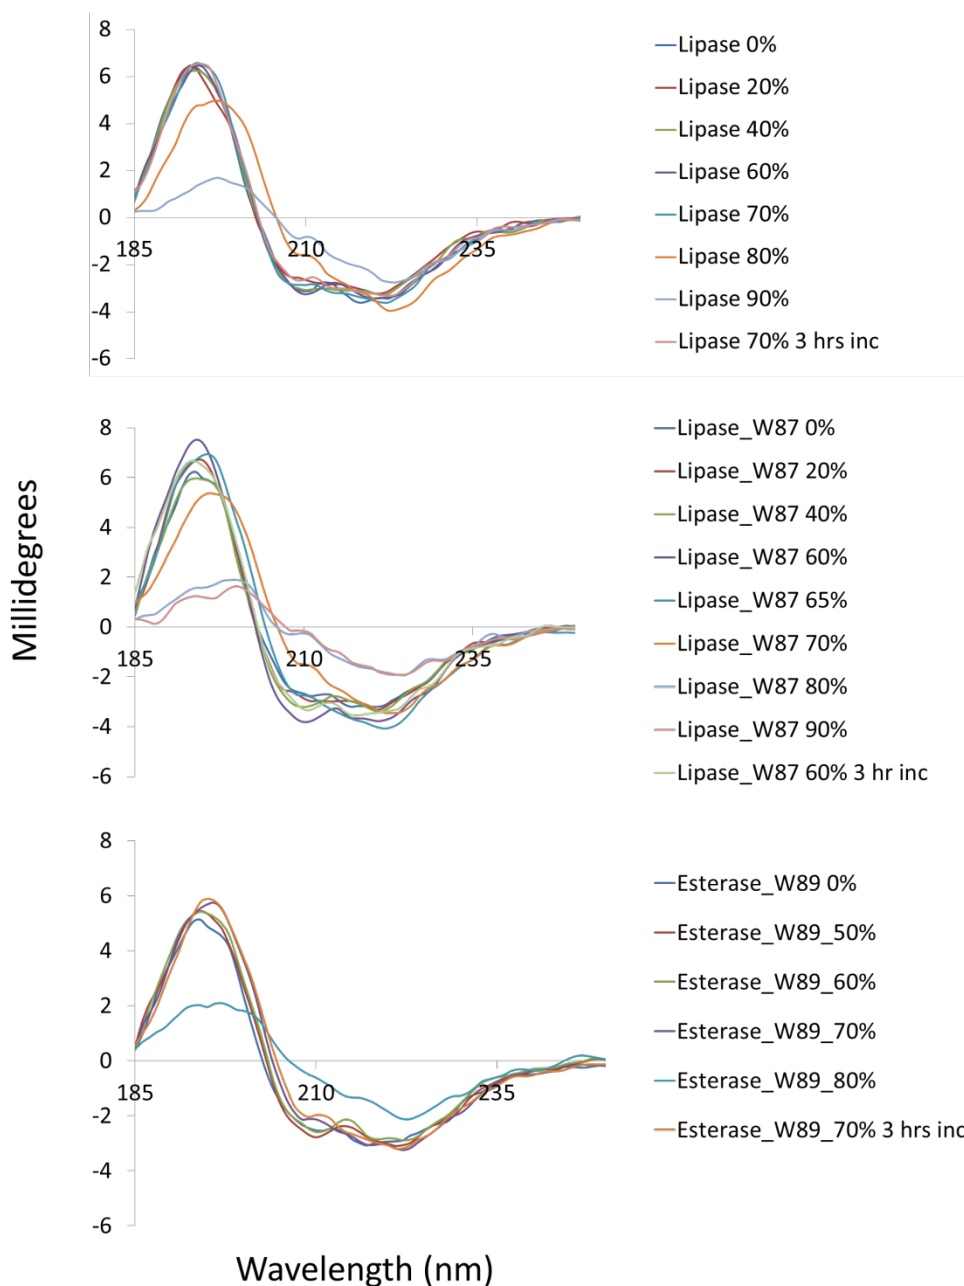 8
6
4
2
0
-2
-4
-6
185
210
235
Lipase 0%
Lipase 20%
Lipase 40%
Lipase 60%
Lipase 70%
Lipase 80%
Lipase 90%
Lipase 70% 3 hrs inc
Millidegrees
8
6
4
2
0
-2
-4
-6
185
210
235
Lipase_W87 0%
Lipase_W87 20%
Lipase_W87 40%
Lipase_W87 60%
Lipase_W87 65%
Lipase_W87 70%
Lipase_W87 80%
Lipase_W87 90%
Lipase_W87 60% 3 hr inc
8
6
4
2
0
-2
-4
-6
185
210
235
Esterase_W89 0%
Esterase_W89_50%
Esterase_W89_60%
Esterase_W89_70%
Esterase_W89_80%
Esterase_W89_70% 3 hrs inc
Wavelength (nm)